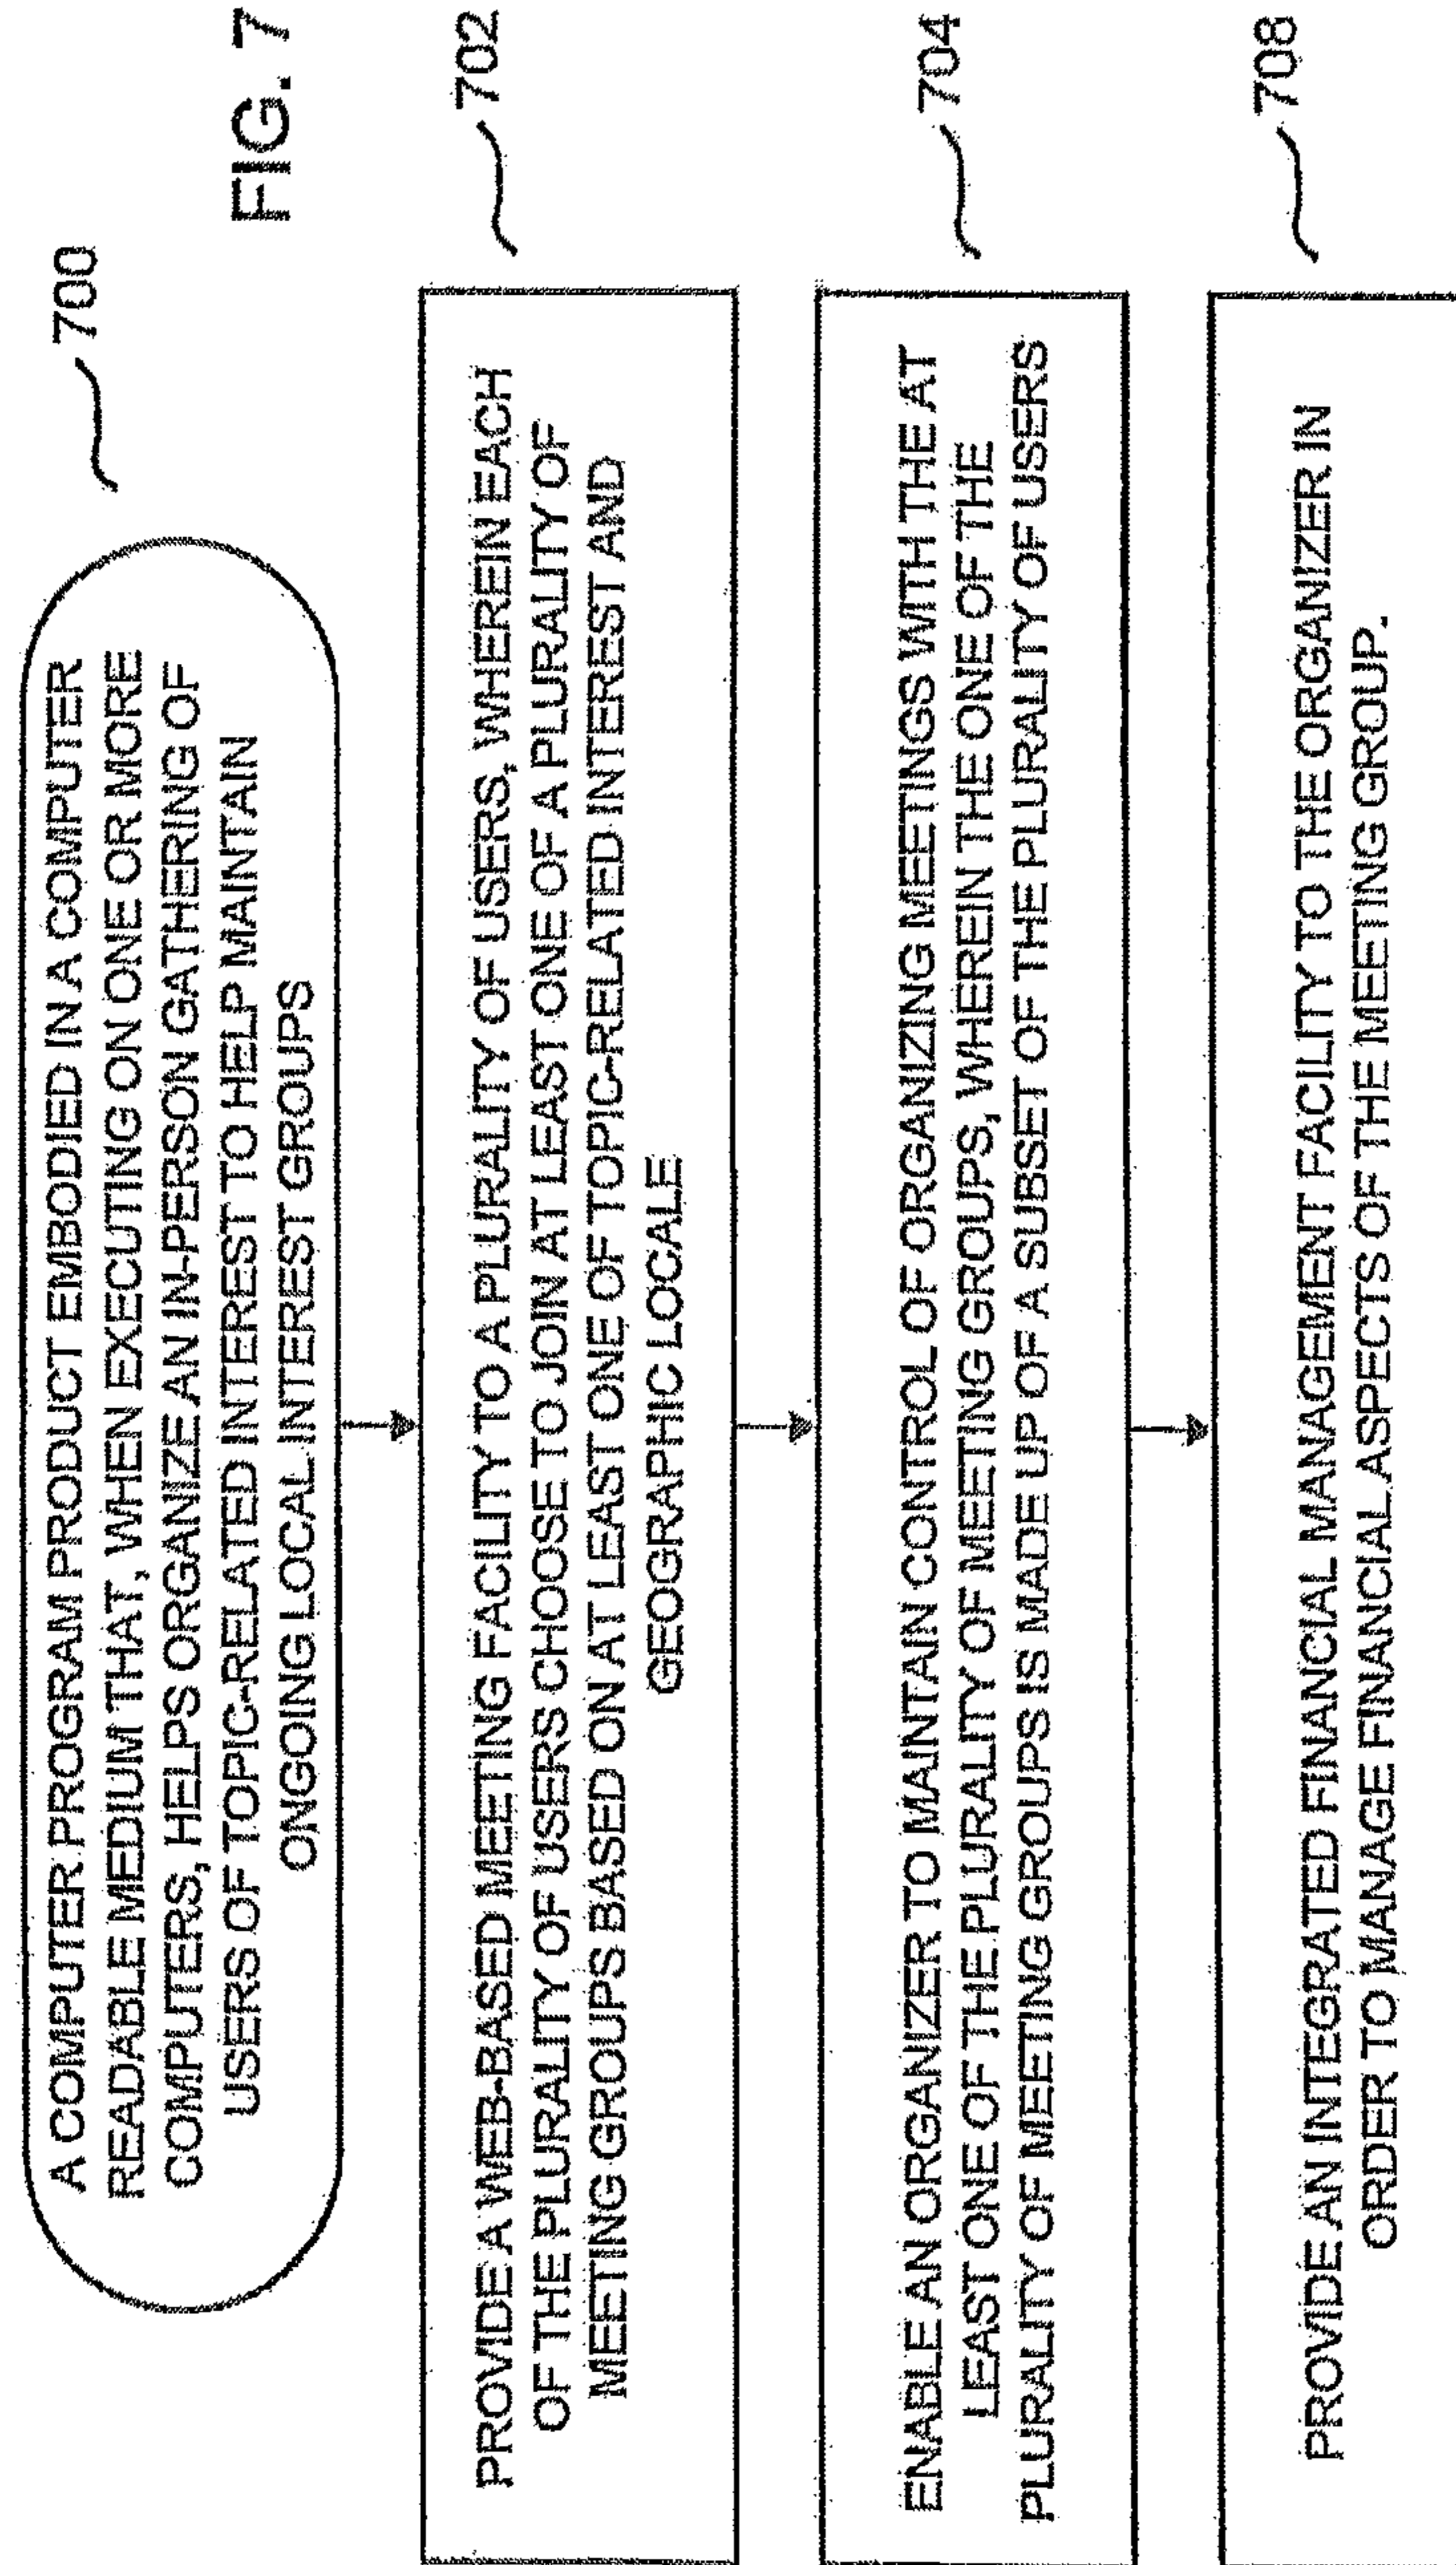 A COMPUTER PROGRAM PRODUCT EMBODIED IN A COMPUTER
READABLE MEDIUM THAT, WHEN EXECUTING ON ONE OR MORE
COMPUTERS, HELPS ORGANIZE AN IN-PERSON GATHERING OF
USERS OF TOPIC-RELATED INTEREST TO HELP MAINTAIN
ONGOING LOCAL INTEREST GROUPS
700
FIG. 7
PROVIDE A WEB-BASED MEETING FACILITY TO A PLURALITY OF USERS, WHEREIN EACH
OF THE PLURALITY OF USERS CHOOSE TO JOIN AT LEAST ONE OF A PLURALITY OF
MEETING GROUPS BASED ON AT LEAST ONE OF TOPIC-RELATED INTEREST AND
GEOGRAPHIC LOCALE
702
ENABLE AN ORGANIZER TO MAINTAIN CONTROL OF ORGANIZING MEETINGS WITH THE AT
LEAST ONE OF THE PLURALITY OF MEETING GROUPS, WHEREIN THE ONE OF THE
PLURALITY OF MEETING GROUPS IS MADE UP OF A SUBSET OF THE PLURALITY OF USERS
704
PROVIDE AN INTEGRATED FINANCIAL MANAGEMENT FACILITY TO THE ORGANIZER IN
ORDER TO MANAGE FINANCIAL ASPECTS OF THE MEETING GROUP.
708